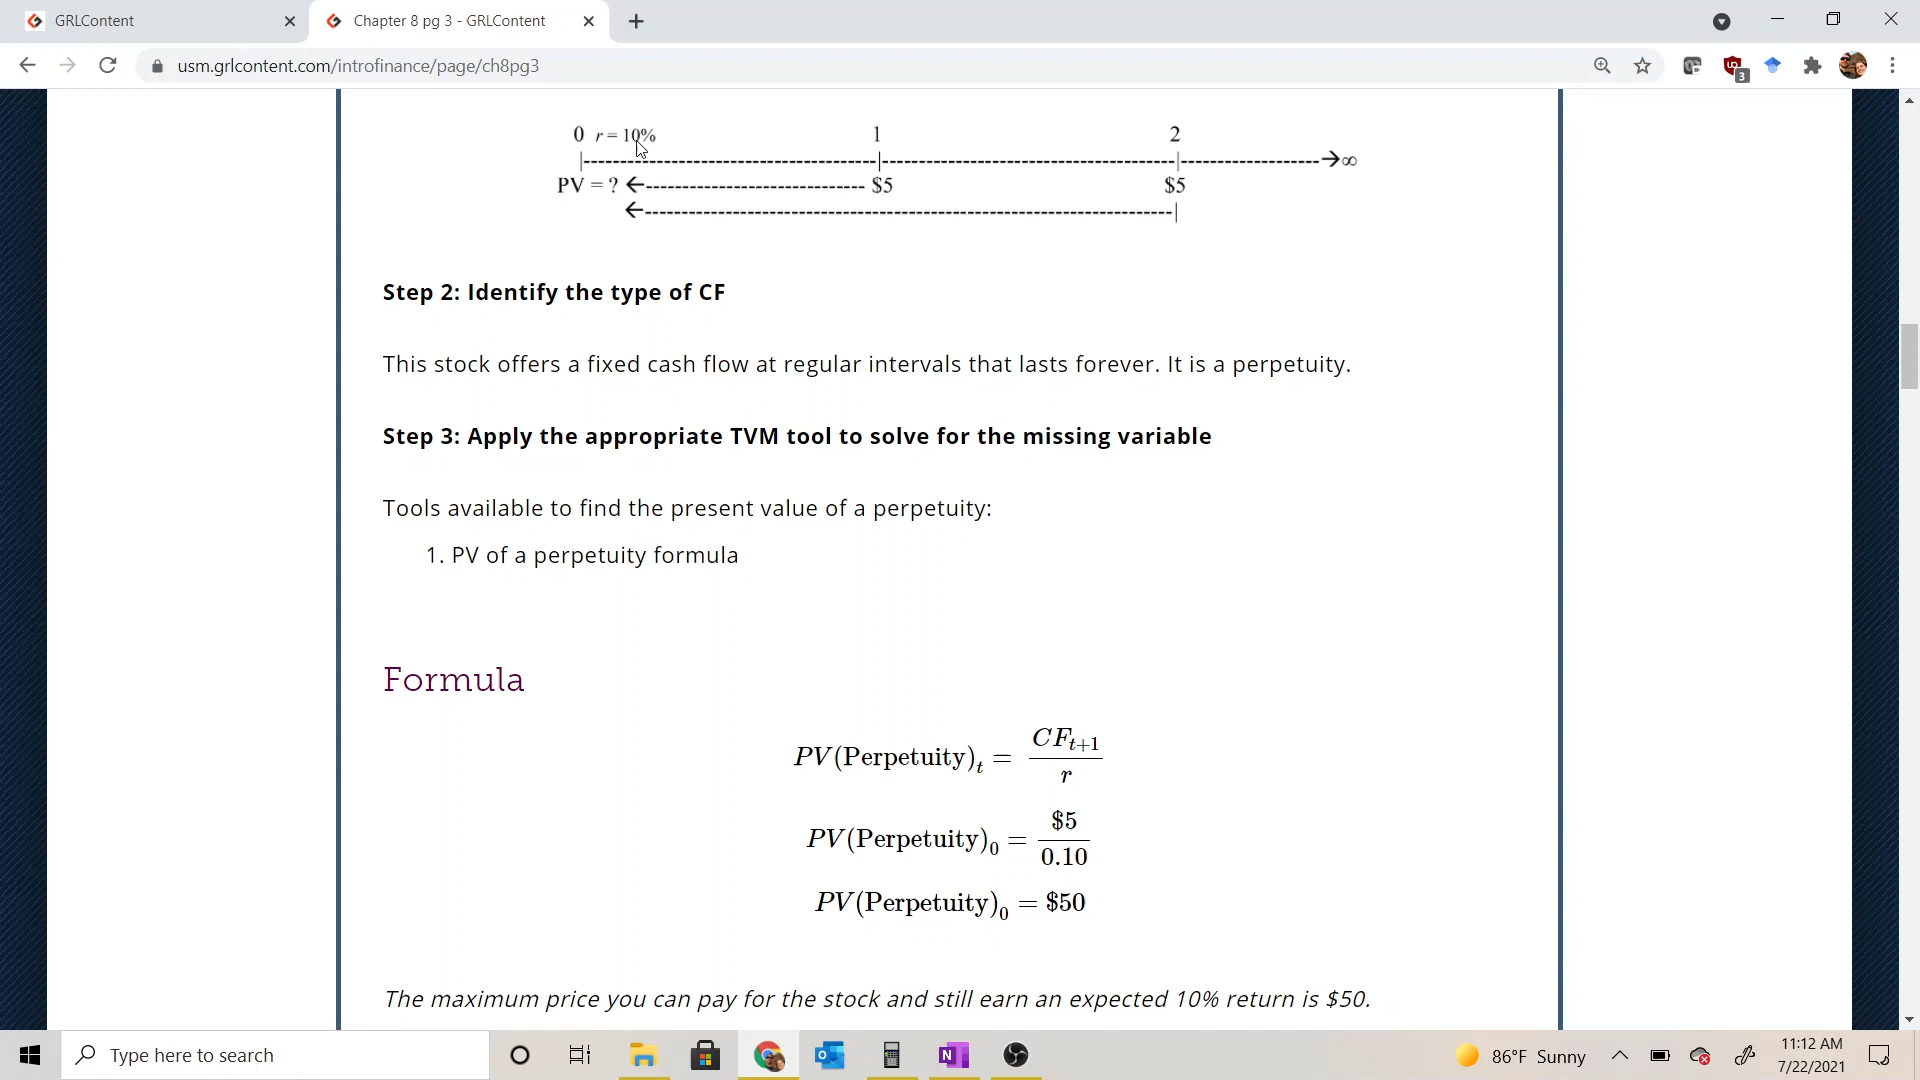 GRLContent
Chapter 8 pg 3 - GRLContent
usm.grlcontent.com/introfinance/page/ch8pg3
3
0 r = 10% 1 2
|--------------------------------|--------------------------------|----------------→∞
PV = ? ←------------------------ $5 $5
←------------------------------------------------------------|
Step 2: Identify the type of CF
This stock offers a fixed cash flow at regular intervals that lasts forever. It is a perpetuity.
Step 3: Apply the appropriate TVM tool to solve for the missing variable
Tools available to find the present value of a perpetuity:
1. PV of a perpetuity formula
Formula
PV(Perpetuity)_t = CF_{t+1} / r
PV(Perpetuity)_0 = $5 / 0.10
PV(Perpetuity)_0 = $50
The maximum price you can pay for the stock and still earn an expected 10% return is $50.
Type here to search
86°F Sunny
11:12 AM
7/22/2021